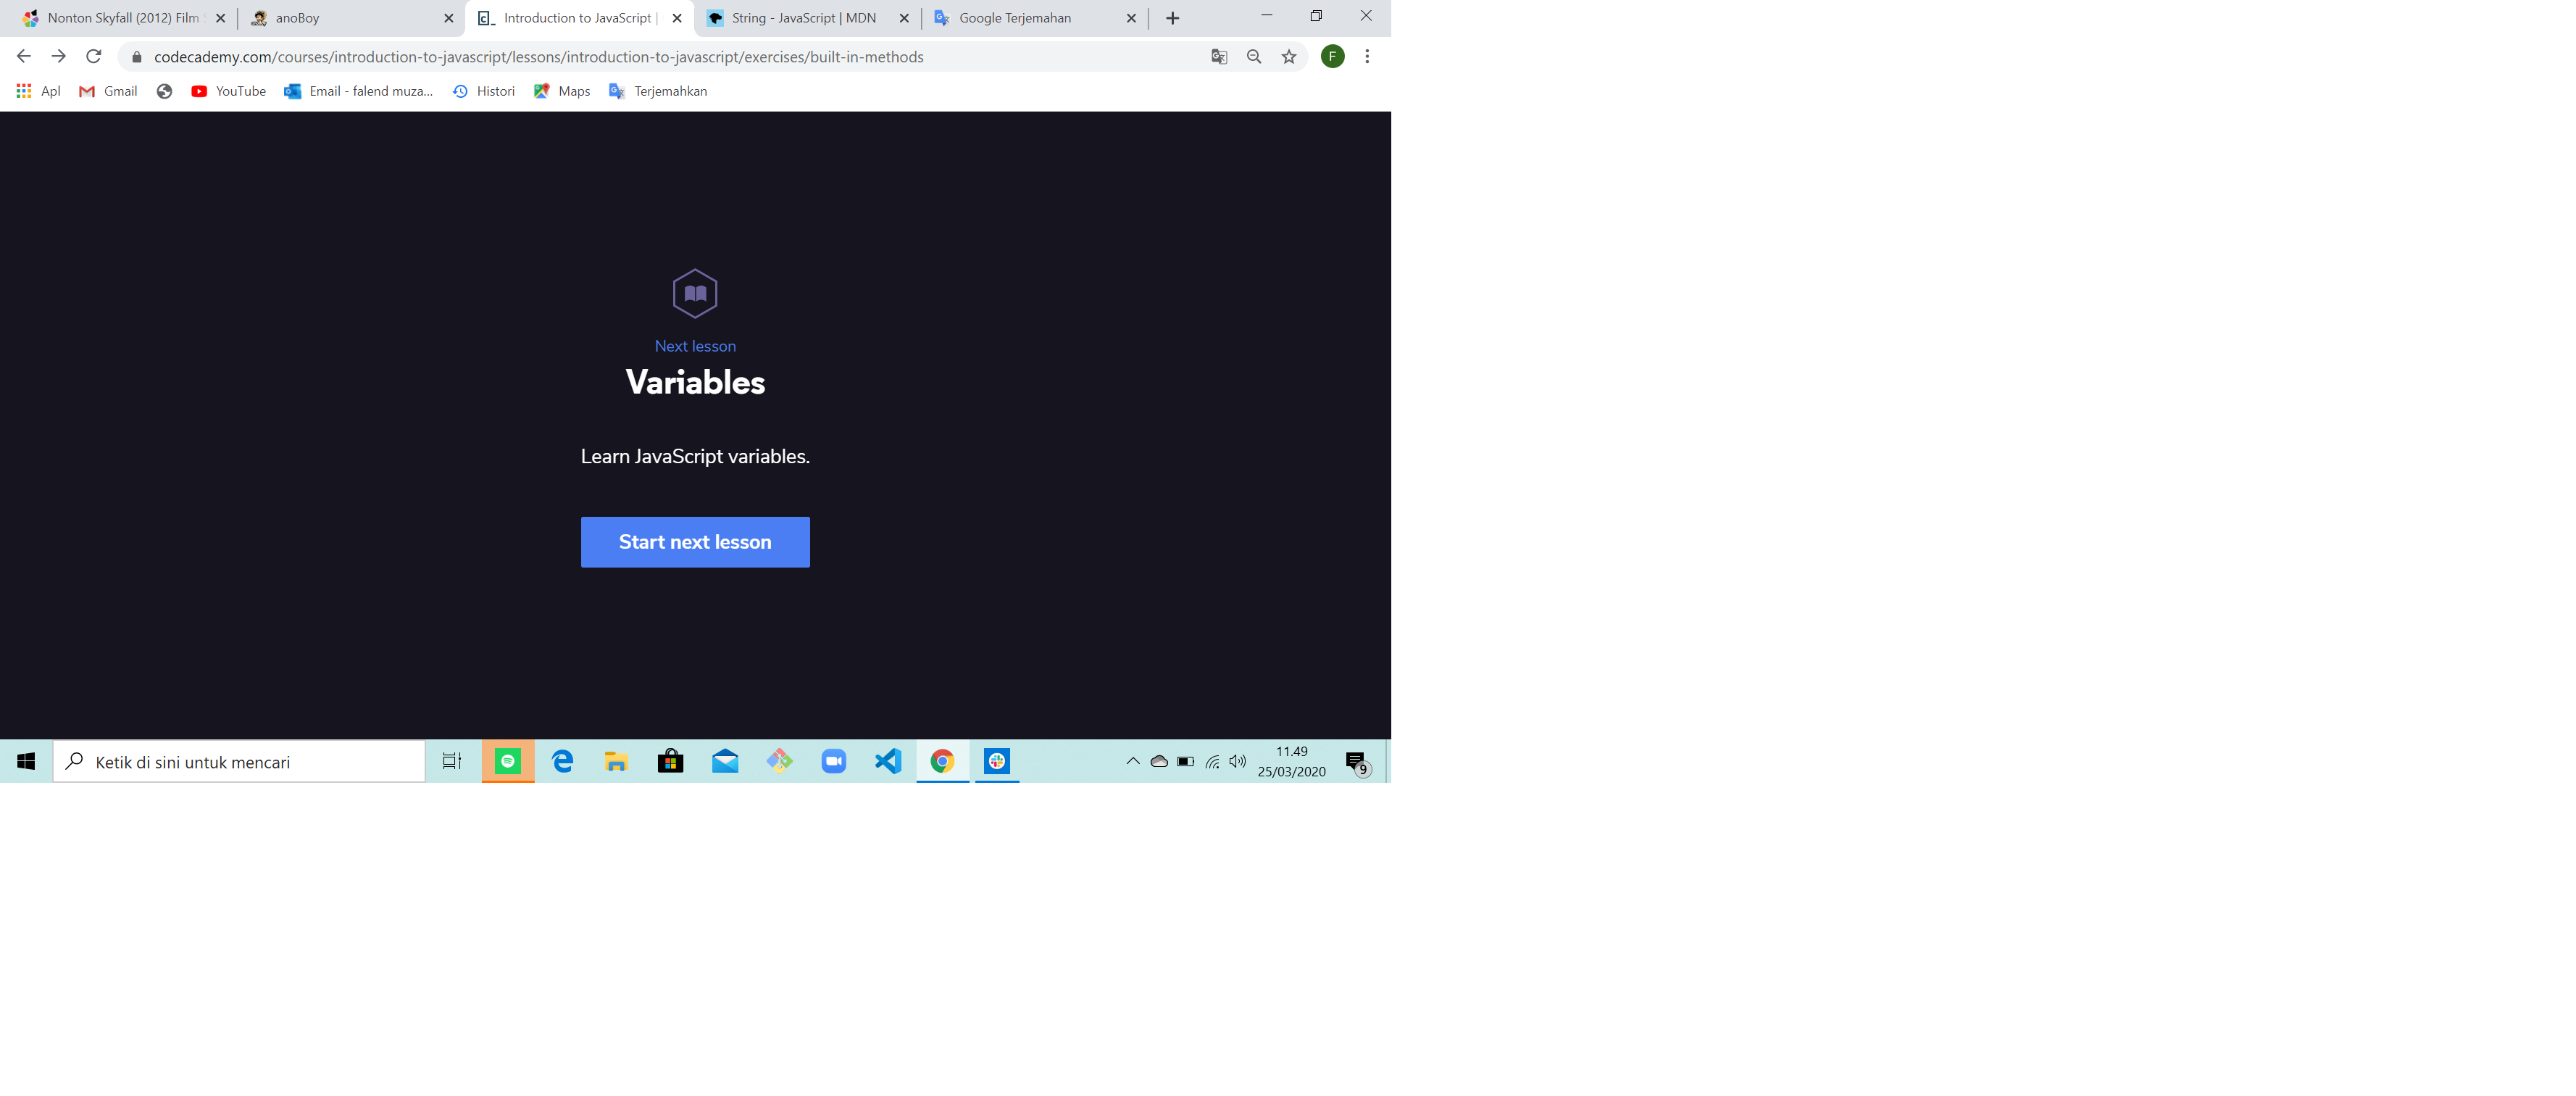 Nonton Skyfall (2012) Film
anoBoy
Introduction to JavaScript |
String - JavaScript | MDN
Google Terjemahan
codecademy.com/courses/introduction-to-javascript/lessons/introduction-to-javascript/exercises/built-in-methods
F
Apl
Gmail
YouTube
Email - falend muza...
Histori
Maps
Terjemahkan
Next lesson
Variables
Learn JavaScript variables.
Start next lesson
Ketik di sini untuk mencari
11.49
25/03/2020
9